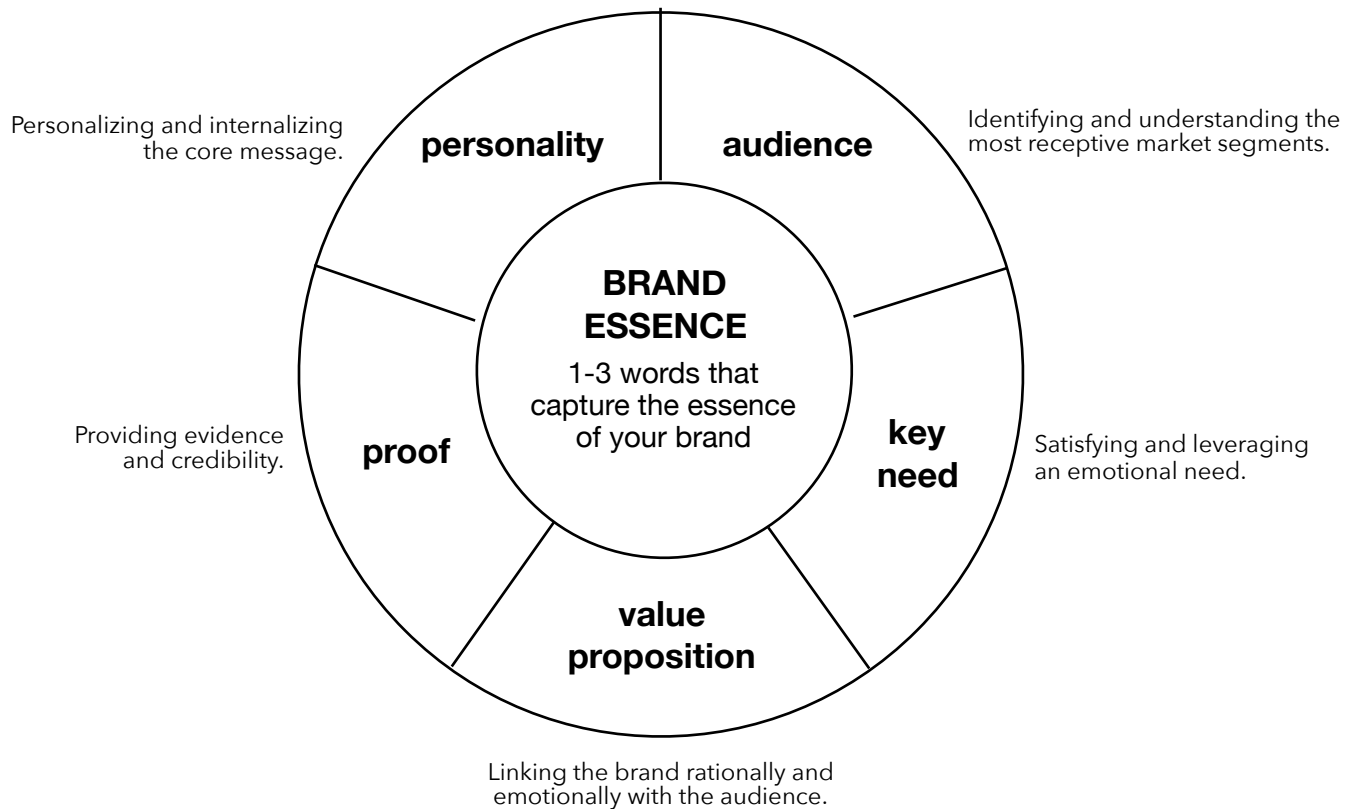 Personalizing and internalizing
the core message.
personality
audience
Identifying and understanding the
most receptive market segments.
BRAND
ESSENCE
1-3 words that
capture the essence
of your brand
Providing evidence
and credibility.
proof
key
need
Satisfying and leveraging
an emotional need.
value
proposition
Linking the brand rationally and
emotionally with the audience.